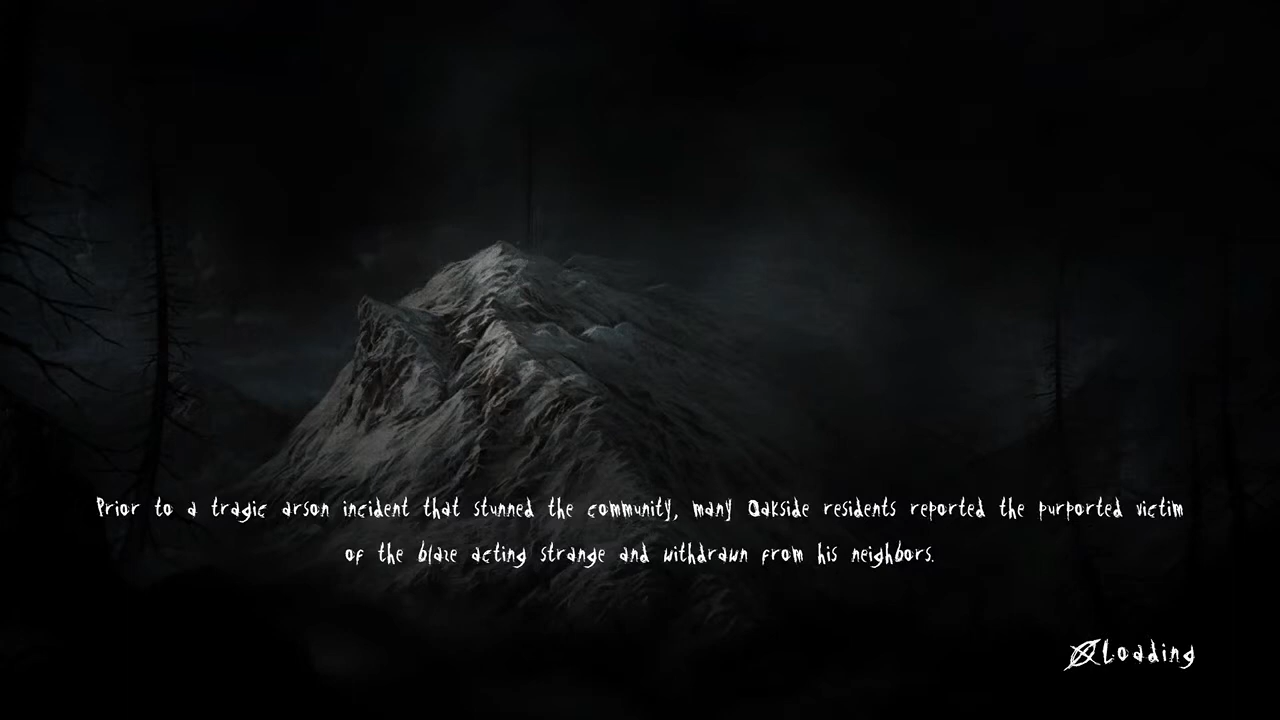 Prior to a tragic arson incident that stunned the community, many Oakside residents reported the purported victim
of the blaze acting strange and withdrawn from his neighbors.
Loading